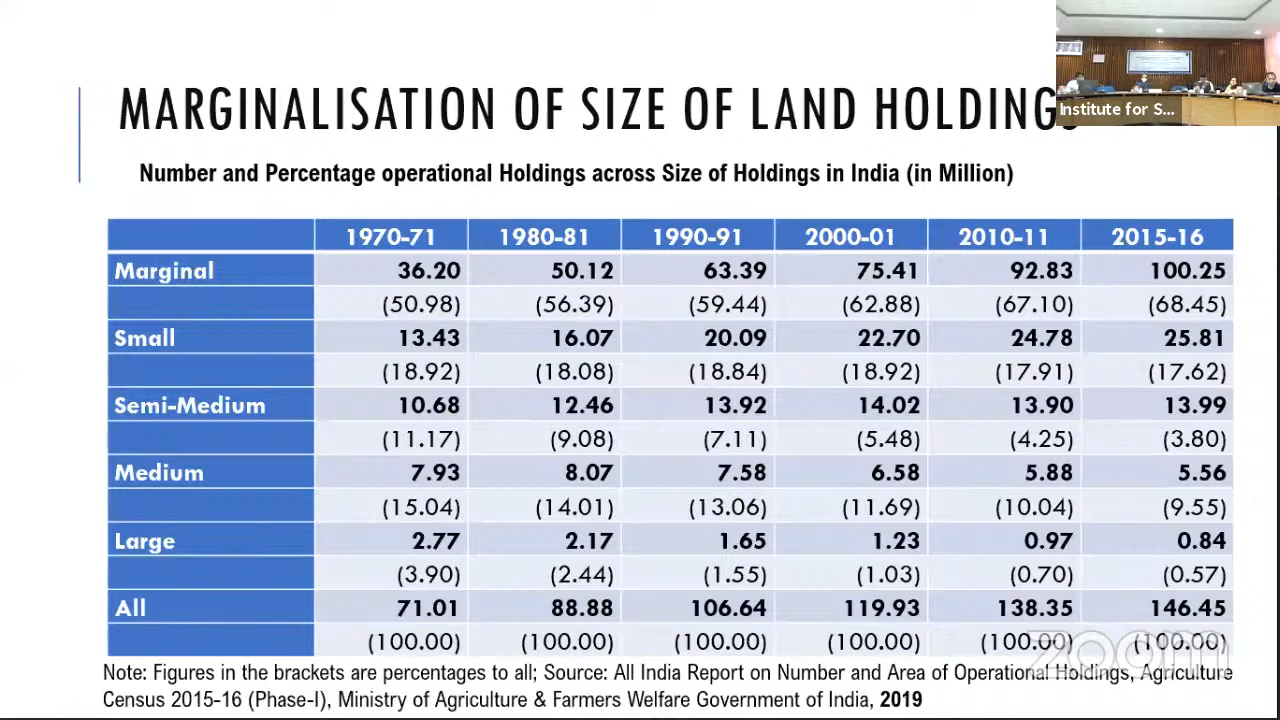 MARGINALISATION OF SIZE OF LAND HOLDINGS
Institute for S...
Number and Percentage operational Holdings across Size of Holdings in India (in Million)
1970-71 1980-81 1990-91 2000-01 2010-11 2015-16
Marginal 36.20 50.12 63.39 75.41 92.83 100.25
(50.98) (56.39) (59.44) (62.88) (67.10) (68.45)
Small 13.43 16.07 20.09 22.70 24.78 25.81
(18.92) (18.08) (18.84) (18.92) (17.91) (17.62)
Semi-Medium 10.68 12.46 13.92 14.02 13.90 13.99
(11.17) (9.08) (7.11) (5.48) (4.25) (3.80)
Medium 7.93 8.07 7.58 6.58 5.88 5.56
(15.04) (14.01) (13.06) (11.69) (10.04) (9.55)
Large 2.77 2.17 1.65 1.23 0.97 0.84
(3.90) (2.44) (1.55) (1.03) (0.70) (0.57)
All 71.01 88.88 106.64 119.93 138.35 146.45
(100.00) (100.00) (100.00) (100.00) (100.00) (100.00)
zoom
Note: Figures in the brackets are percentages to all; Source: All India Report on Number and Area of Operational Holdings, Agriculture
Census 2015-16 (Phase-I), Ministry of Agriculture & Farmers Welfare Government of India, 2019